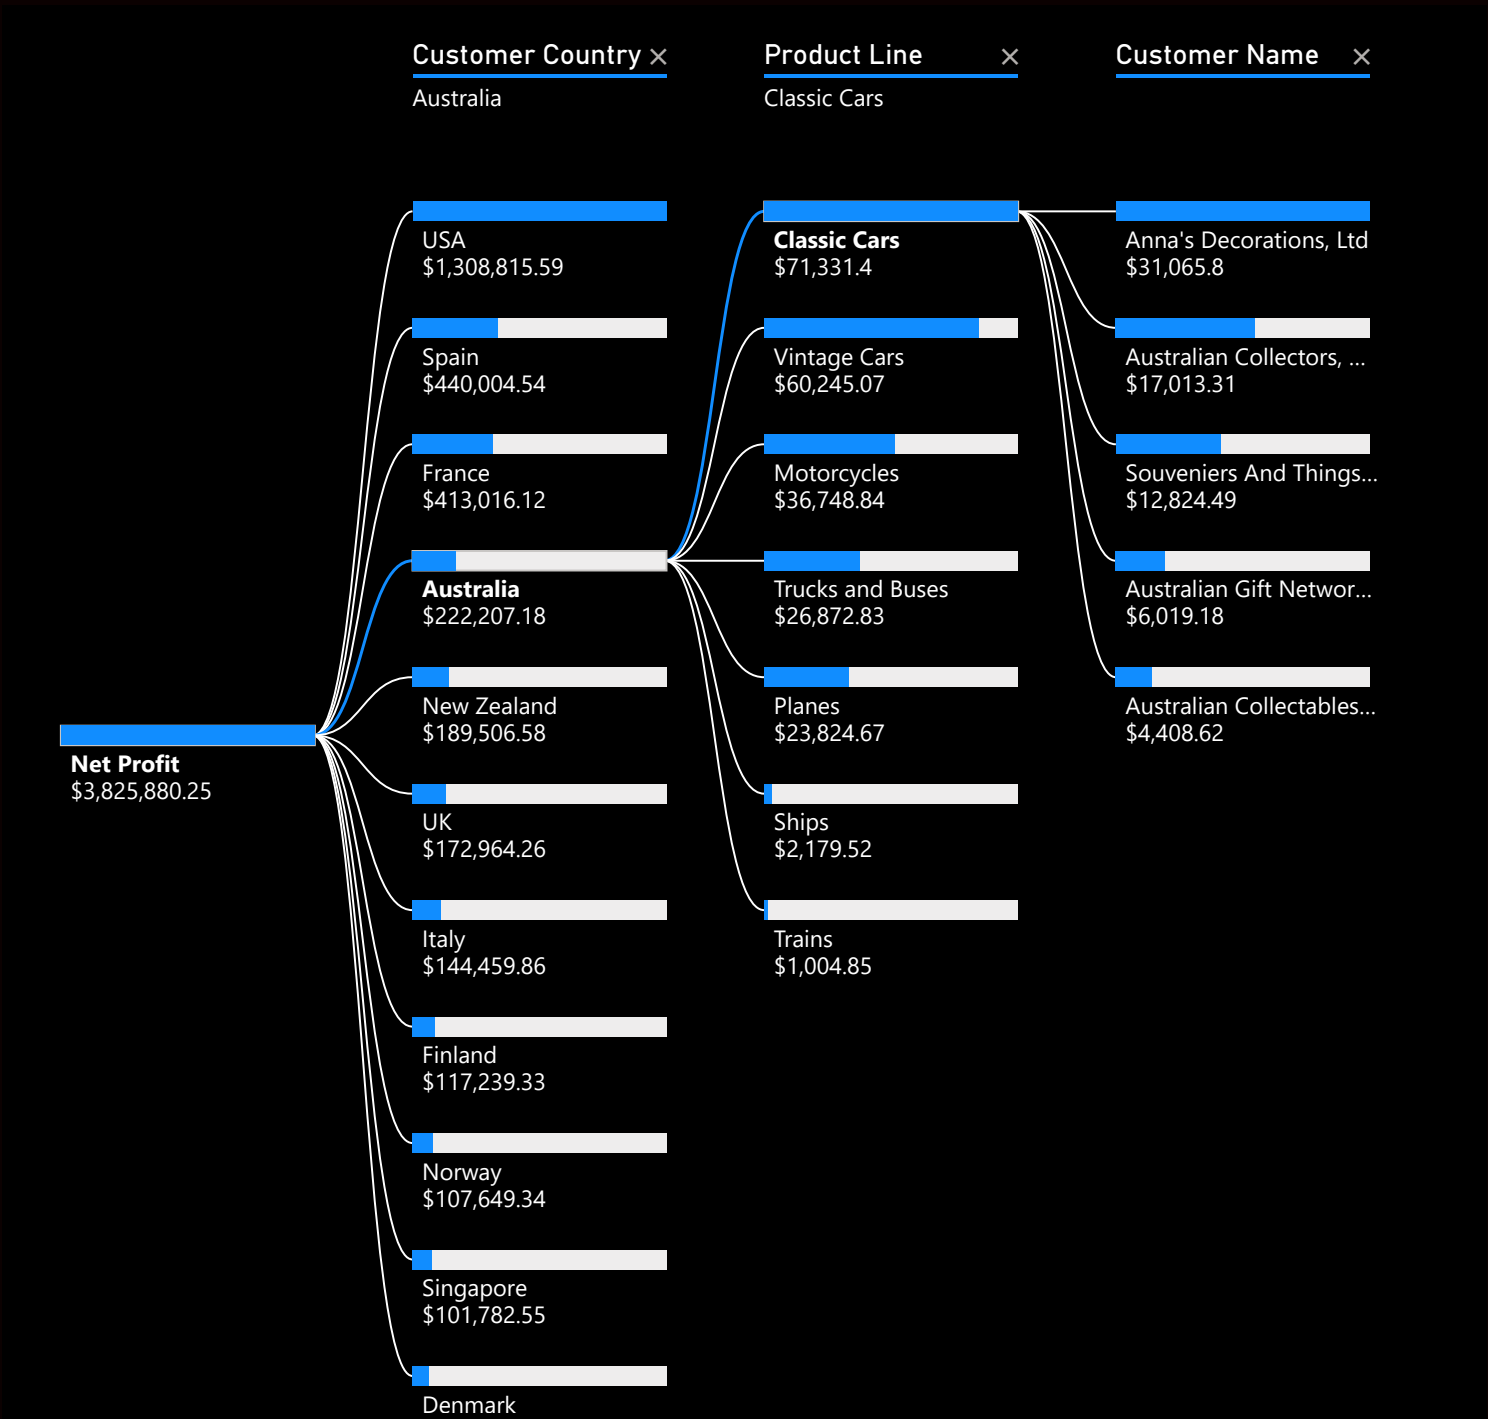 Customer Country
Australia
Product Line
Classic Cars
Customer Name
Net Profit
$3,825,880.25
USA
$1,308,815.59
Spain
$440,004.54
France
$413,016.12
Australia
$222,207.18
New Zealand
$189,506.58
UK
$172,964.26
Italy
$144,459.86
Finland
$117,239.33
Norway
$107,649.34
Singapore
$101,782.55
Denmark
Classic Cars
$71,331.4
Vintage Cars
$60,245.07
Motorcycles
$36,748.84
Trucks and Buses
$26,872.83
Planes
$23,824.67
Ships
$2,179.52
Trains
$1,004.85
Anna's Decorations, Ltd
$31,065.8
Australian Collectors, ...
$17,013.31
Souveniers And Things...
$12,824.49
Australian Gift Networ...
$6,019.18
Australian Collectables...
$4,408.62